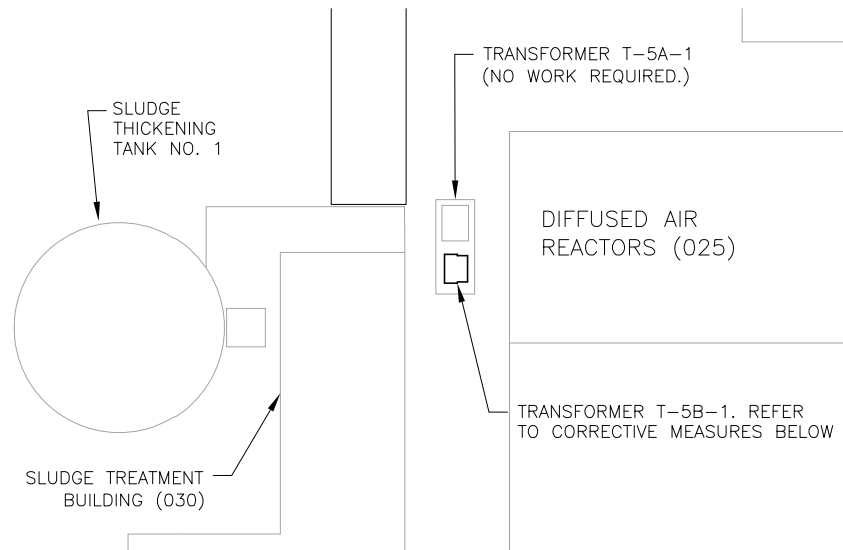 TRANSFORMER T-5A-1
(NO WORK REQUIRED.)
SLUDGE
THICKENING
TANK NO. 1
DIFFUSED AIR
REACTORS (025)
TRANSFORMER T-5B-1. REFER
TO CORRECTIVE MEASURES BELOW
SLUDGE TREATMENT
BUILDING (030)